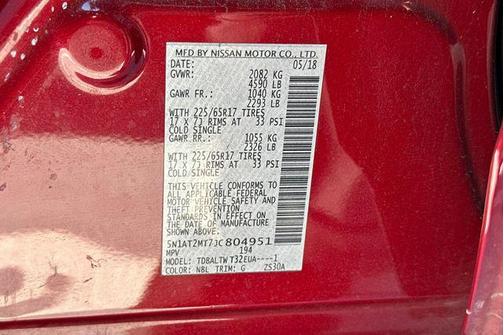 MFD BY NISSAN MOTOR CO., LTD.
DATE: 05/18
GVWR: 2082 KG
4590 LB
GAWR FR.: 1040 KG
2293 LB
WITH 225/65R17 TIRES
17 X 7J RIMS AT 33 PSI
COLD SINGLE
GAWR RR.: 1055 KG
2326 LB
WITH 225/65R17 TIRES
17 X 7J RIMS AT 33 PSI
COLD SINGLE
THIS VEHICLE CONFORMS TO
ALL APPLICABLE FEDERAL
MOTOR VEHICLE SAFETY AND
THEFT PREVENTION STANDARDS
IN EFFECT ON THE DATE OF
MANUFACTURE SHOWN ABOVE.
5N1AT2MT7JC804951
MPV 194
MODEL: TDBALTW T32EUA----1
COLOR: NBL TRIM: G ZS30A